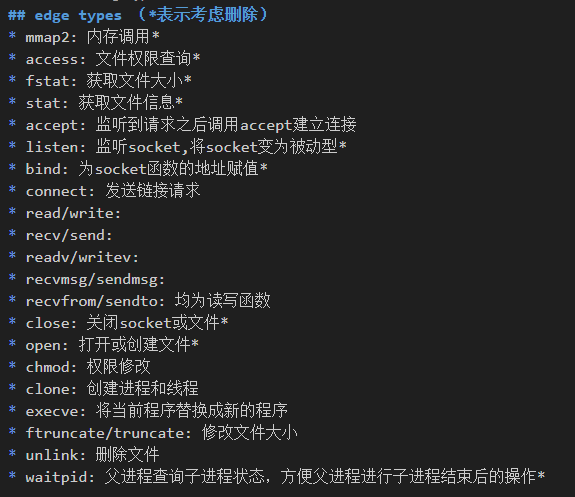 ## edge types （*表示考虑删除）
* mmap2: 内存调用*
* access: 文件权限查询*
* fstat: 获取文件大小*
* stat: 获取文件信息*
* accept: 监听到请求之后调用accept建立连接
* listen: 监听socket,将socket变为被动型*
* bind: 为socket函数的地址赋值*
* connect: 发送链接请求
* read/write:
* recv/send:
* readv/writev:
* recvmsg/sendmsg:
* recvfrom/sendto: 均为读写函数
* close: 关闭socket或文件*
* open: 打开或创建文件*
* chmod: 权限修改
* clone: 创建进程和线程
* execve: 将当前程序替换成新的程序
* ftruncate/truncate: 修改文件大小
* unlink: 删除文件
* waitpid: 父进程查询子进程状态，方便父进程进行子进程结束后的操作*